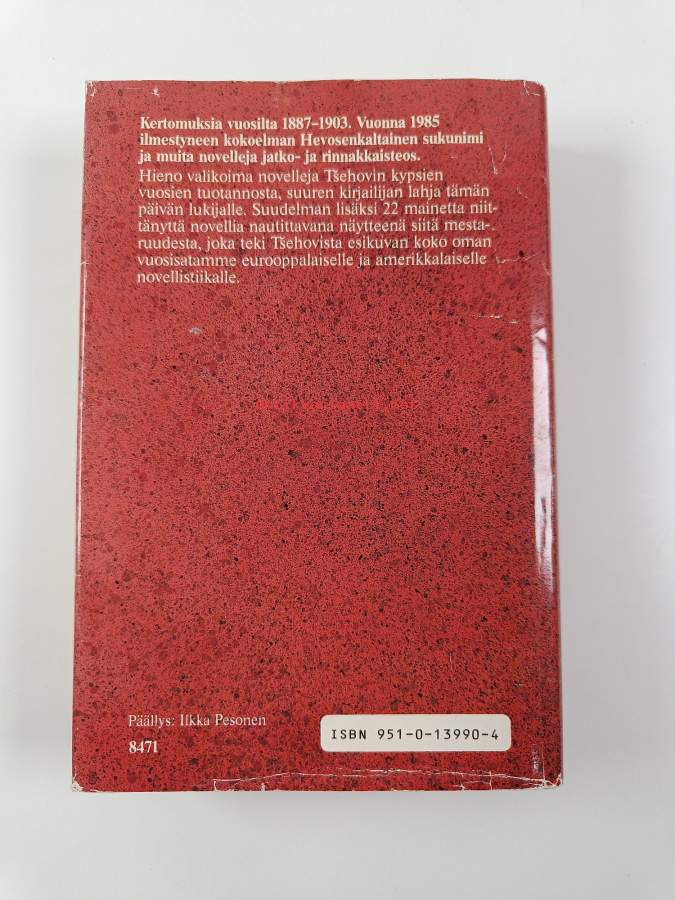 Kertomuksia vuosilta 1887–1903. Vuonna 1985
ilmestyneen kokoelman Hevosenkaltainen sukunimi
ja muita novelleja jatko- ja rinnakkaisteos.
Hieno valikoima novelleja Tšehovin kypsien
vuosien tuotannosta, suuren kirjailijan lahja tämän
päivän lukijalle. Suudelman lisäksi 22 mainetta niit-
tänyttä novellia nautittavana näytteenä siitä mesta-
ruudesta, joka teki Tšehovista esikuvan koko oman
vuosisatamme eurooppalaiselle ja amerikkalaiselle
novellistiikalle.
Päällys: Ilkka Pesonen
8471
ISBN 951-0-13990-4